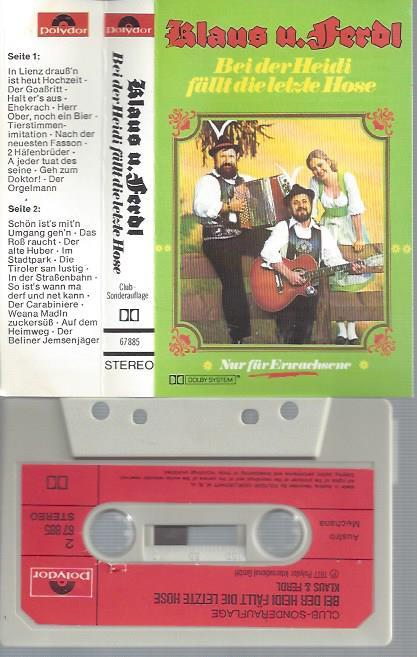 Polydor
Seite 1:
In Lienz drauß'n
ist heut Hochzeit -
Der Goaßritt -
Halt er's aus -
Ehekrach - Herr
Ober, noch ein Bier -
Tierstimmen-
imitation - Nach der
neuesten Fasson -
2 Häfenbrüder -
A jeder tuat des
seine - Geh zum
Doktor! - Der
Orgelmann
Seite 2:
Schön ist's mit'n
Umgang geh'n - Das
Roß raucht - Der
alte Huber - Im
Stadtpark - Die
Tiroler san lustig -
In der Straßenbahn -
So ist's wann ma
derf und net kann -
Der Carabiniere -
Weana Madln
zuckersüß - Auf dem
Heimweg - Der
Beliner Jemsenjäger
Polydor
Klaus u. Ferdl
Bei der Heidi fällt die letzte Hose
Club-
Sonderauflage
67885
STEREO
Klaus u. Ferdl
Bei der Heidi
fällt die letzte Hose
Nur für Erwachsene
DOLBY SYSTEM
CLUB-SONDERAUFLAGE
BEI DER HEIDI FÄLLT DIE LETZTE HOSE
KLAUS & FERDL
Ⓟ 1977 Polydor International GmbH
Polydor
2
67 885
STEREO
Austro
Mechana